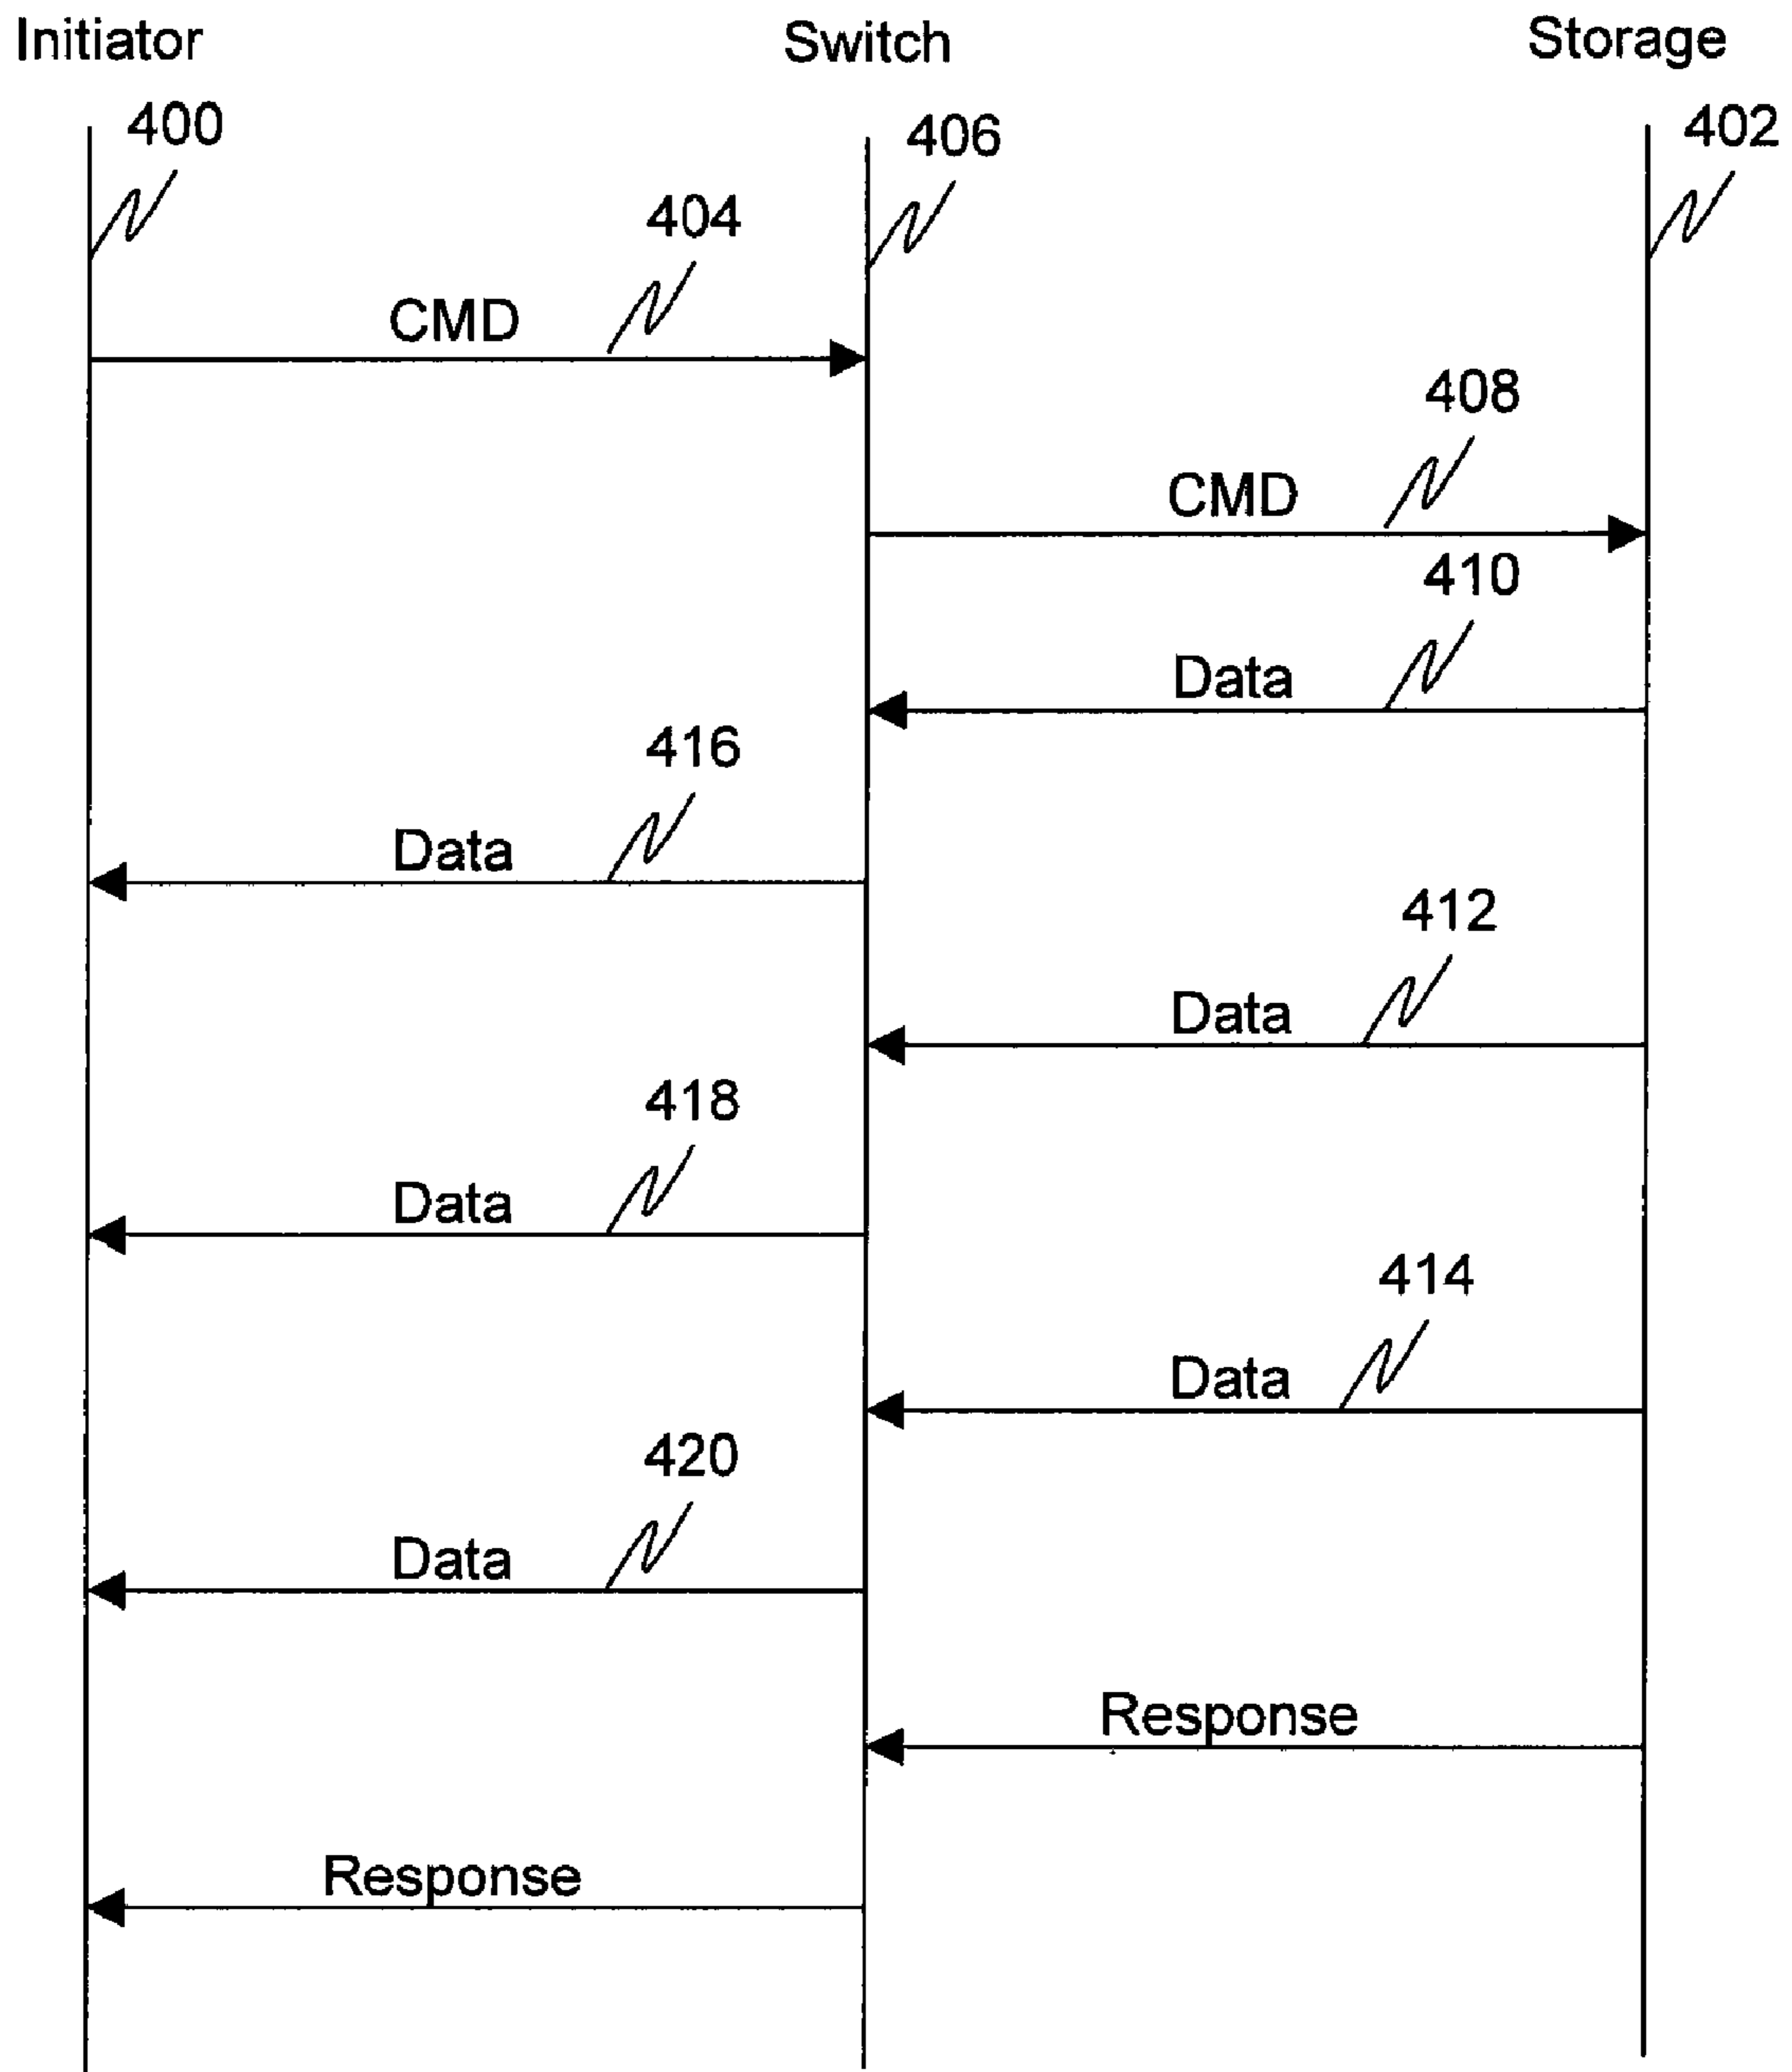 Initiator
Switch
Storage
400
406
402
404
CMD
408
CMD
410
Data
416
Data
412
Data
418
Data
414
Data
420
Data
Response
Response